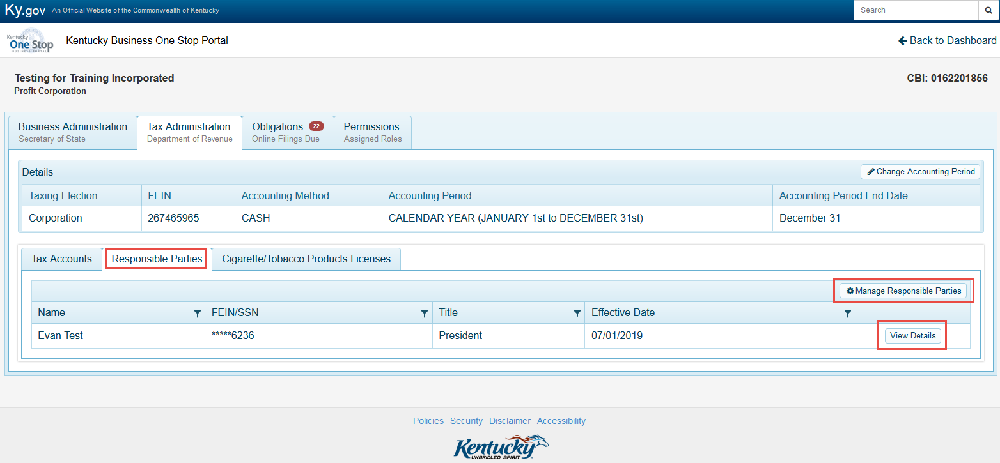 Ky.gov An Official Website of the Commonwealth of Kentucky Search
Kentucky
One Stop
BUSINESS PORTAL
Kentucky Business One Stop Portal Back to Dashboard
Testing for Training Incorporated CBI: 0162201856
Profit Corporation
Business Administration Tax Administration Obligations 22 Permissions
Secretary of State Department of Revenue Online Filings Due Assigned Roles
Details Change Accounting Period
Taxing Election FEIN Accounting Method Accounting Period Accounting Period End Date
Corporation 267465965 CASH CALENDAR YEAR (JANUARY 1st to DECEMBER 31st) December 31
Tax Accounts Responsible Parties Cigarette/Tobacco Products Licenses
Manage Responsible Parties
Name FEIN/SSN Title Effective Date
Evan Test *****6236 President 07/01/2019 View Details
Policies Security Disclaimer Accessibility
Kentucky
UNBRIDLED SPIRIT